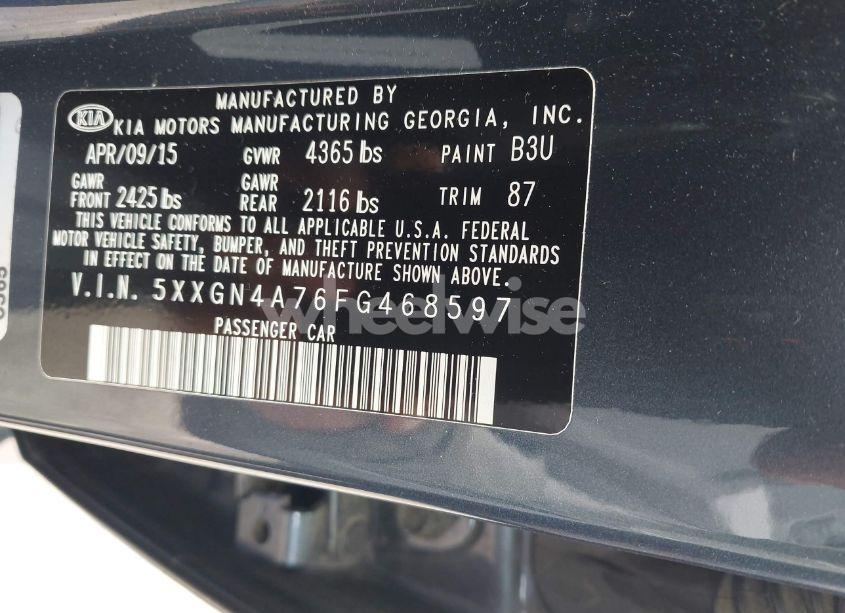 MANUFACTURED BY
KIA KIA MOTORS MANUFACTURING GEORGIA, INC.
APR/09/15 GVWR 4365 lbs PAINT B3U
GAWR FRONT 2425 lbs GAWR REAR 2116 lbs TRIM 87
THIS VEHICLE CONFORMS TO ALL APPLICABLE U.S.A. FEDERAL
MOTOR VEHICLE SAFETY, BUMPER, AND THEFT PREVENTION STANDARDS
IN EFFECT ON THE DATE OF MANUFACTURE SHOWN ABOVE.
V.I.N. 5XXGN4A76FG468597
wheelwise
PASSENGER CAR